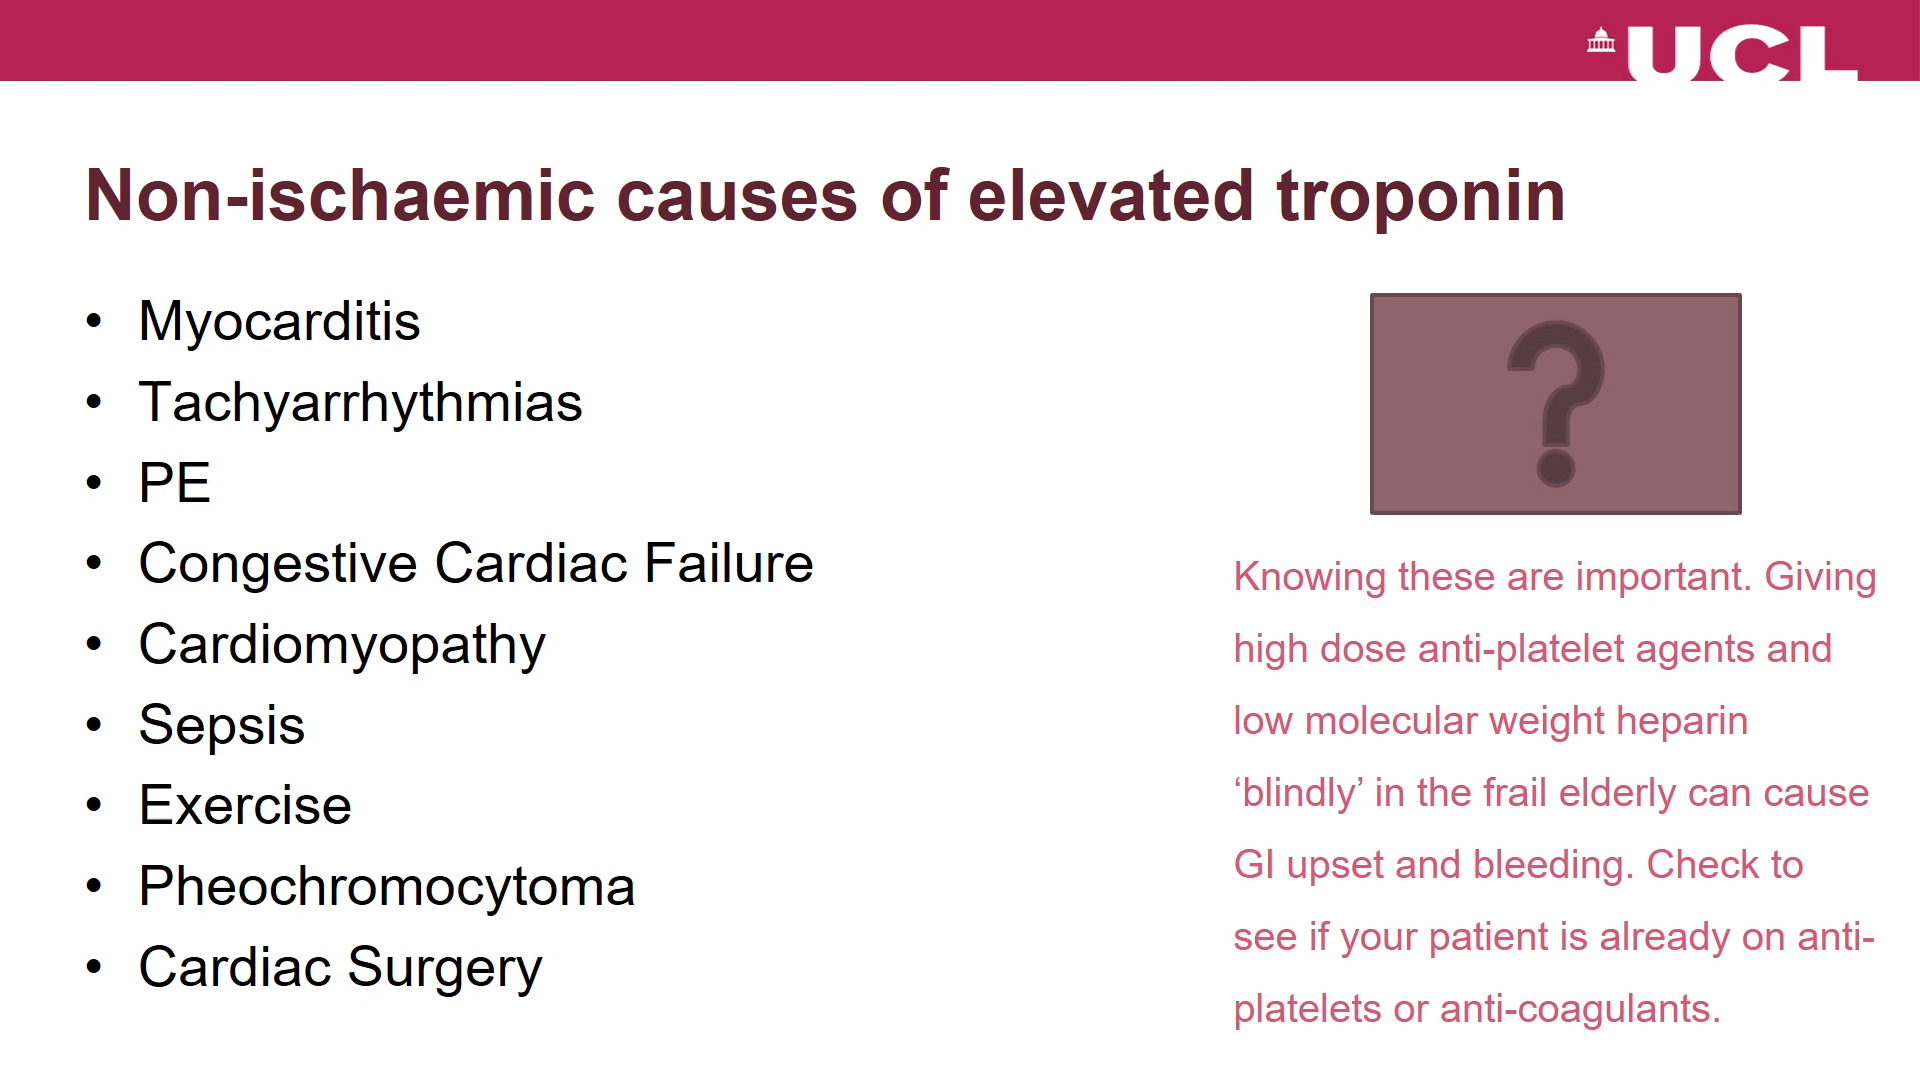 UCL
Non-ischaemic causes of elevated troponin
• Myocarditis
• Tachyarrhythmias
• PE
• Congestive Cardiac Failure
• Cardiomyopathy
• Sepsis
• Exercise
• Pheochromocytoma
• Cardiac Surgery
?
Knowing these are important. Giving
high dose anti-platelet agents and
low molecular weight heparin
‘blindly’ in the frail elderly can cause
GI upset and bleeding. Check to
see if your patient is already on anti-
platelets or anti-coagulants.